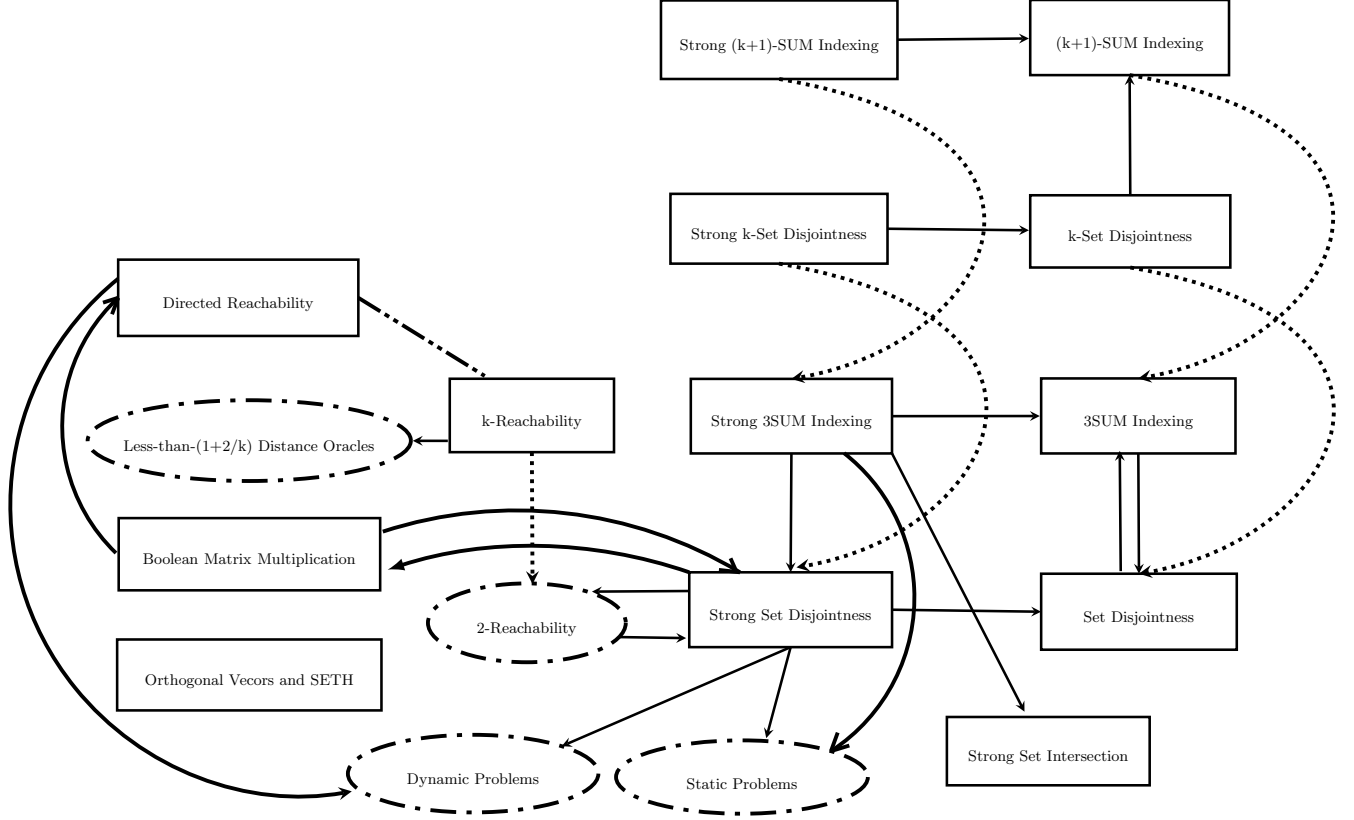 Strong (k+1)-SUM Indexing
(k+1)-SUM Indexing
Strong k-Set Disjointness
k-Set Disjointness
Directed Reachability
k-Reachability
Strong 3SUM Indexing
3SUM Indexing
Less-than-(1+2/k) Distance Oracles
Boolean Matrix Multiplication
2-Reachability
Strong Set Disjointness
Set Disjointness
Orthogonal Vecors and SETH
Dynamic Problems
Static Problems
Strong Set Intersection